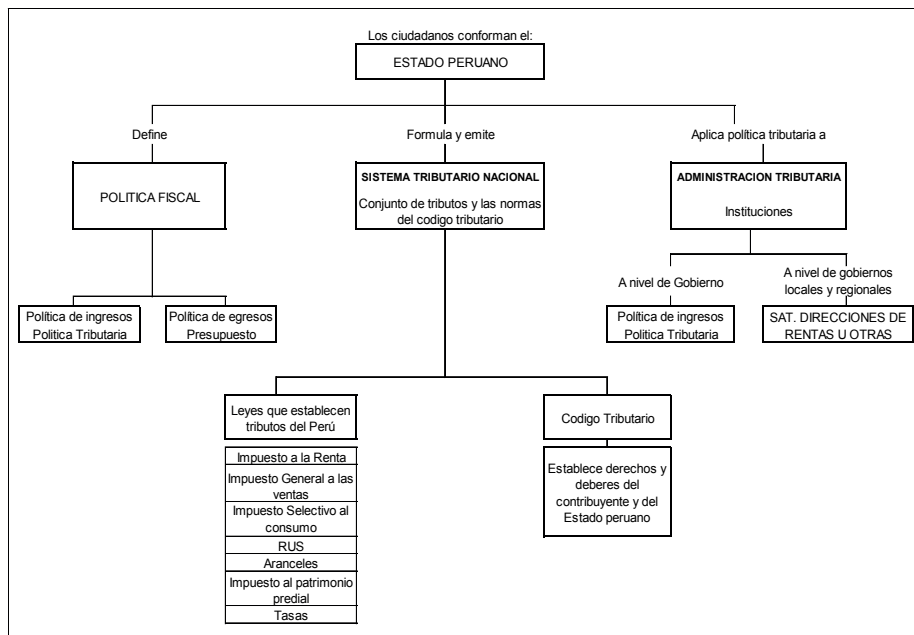 Los ciudadanos conforman el:
ESTADO PERUANO
Define
Formula y emite
Aplica política tributaria a
POLITICA FISCAL
SISTEMA TRIBUTARIO NACIONAL
Conjunto de tributos y las normas
del codigo tributario
ADMINISTRACION TRIBUTARIA
Instituciones
A nivel de Gobierno
A nivel de gobiernos
locales y regionales
Política de ingresos
Politica Tributaria
Política de egresos
Presupuesto
Política de ingresos
Politica Tributaria
SAT. DIRECCIONES DE
RENTAS U OTRAS
Leyes que establecen
tributos del Perú
Codigo Tributario
Impuesto a la Renta
Impuesto General a las
ventas
Impuesto Selectivo al
consumo
RUS
Aranceles
Impuesto al patrimonio
predial
Tasas
Establece derechos y
deberes del
contribuyente y del
Estado peruano